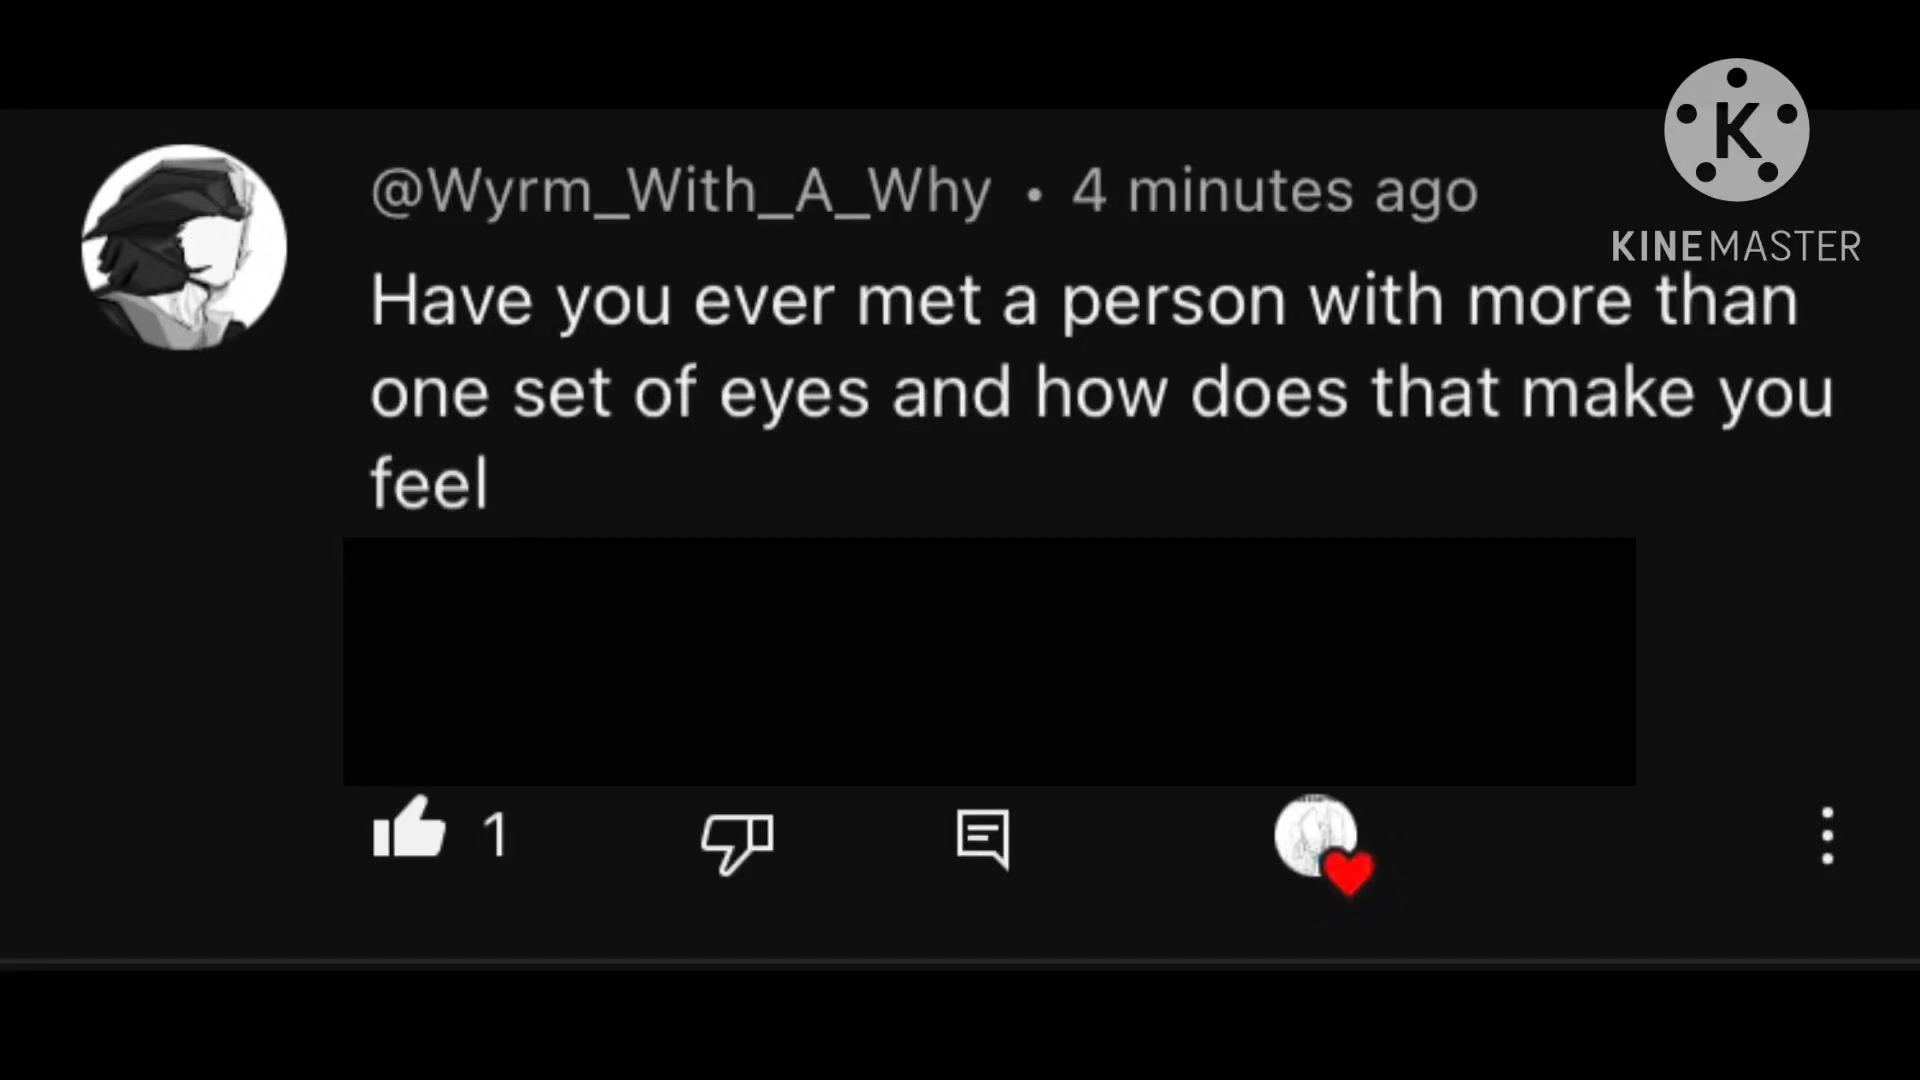 K
KINEMASTER
@Wyrm_With_A_Why • 4 minutes ago
Have you ever met a person with more than
one set of eyes and how does that make you
feel
1